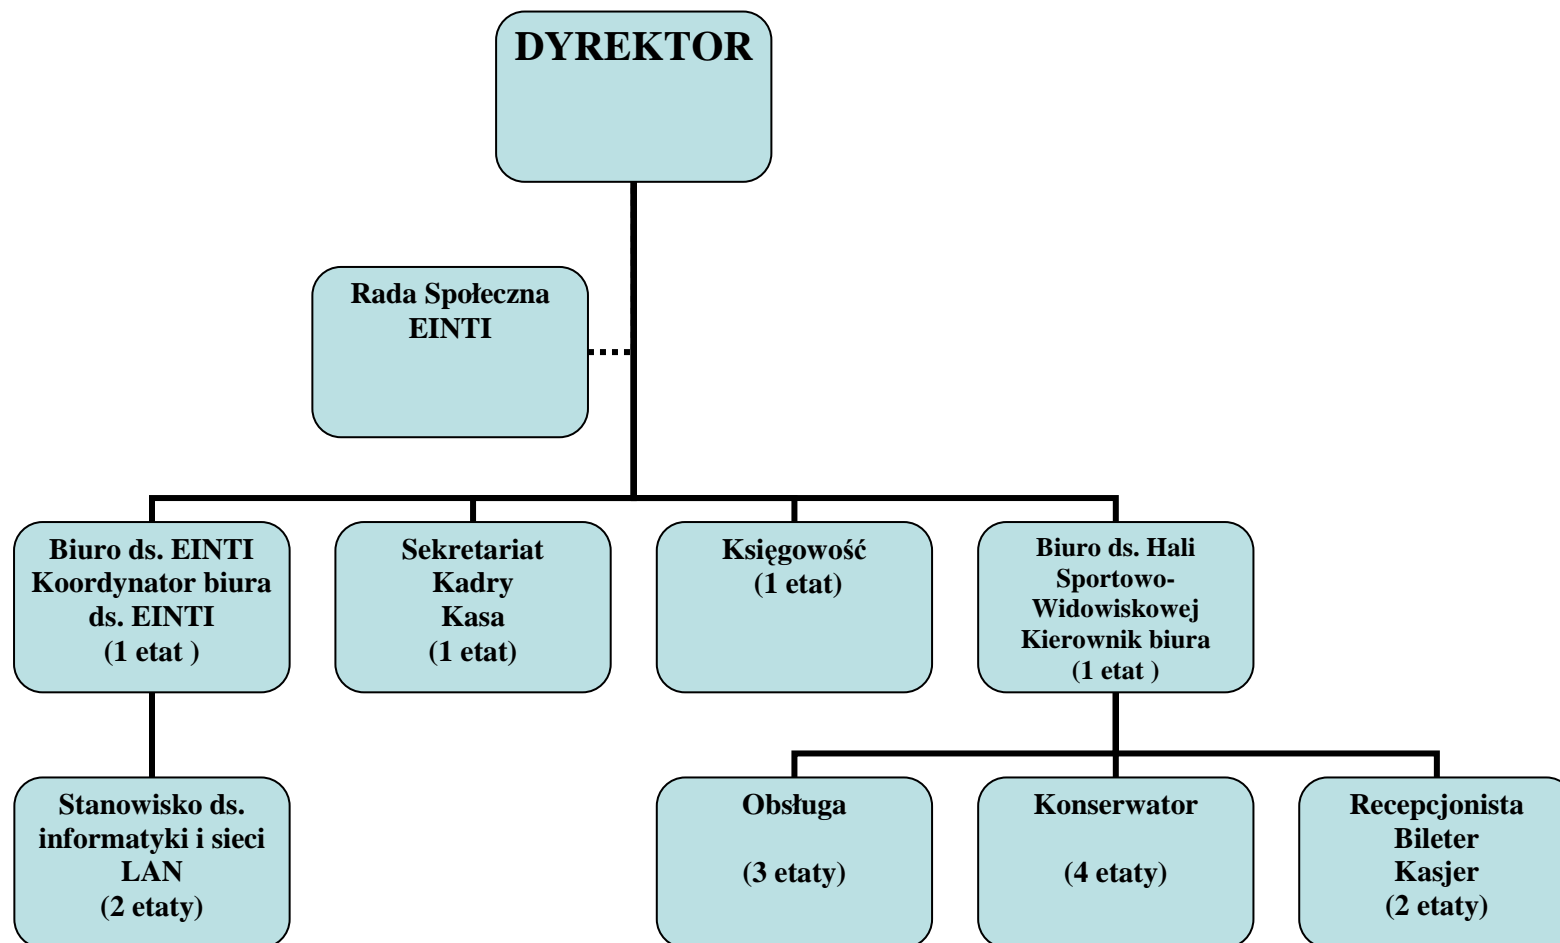 DYREKTOR
Rada Społeczna
EINTI
Biuro ds. EINTI
Koordynator biura
ds. EINTI
(1 etat )
Sekretariat
Kadry
Kasa
(1 etat)
Księgowość
(1 etat)
Biuro ds. Hali
Sportowo-
Widowiskowej
Kierownik biura
(1 etat )
Stanowisko ds.
informatyki i sieci
LAN
(2 etaty)
Obsługa
(3 etaty)
Konserwator
(4 etaty)
Recepcjonista
Bileter
Kasjer
(2 etaty)